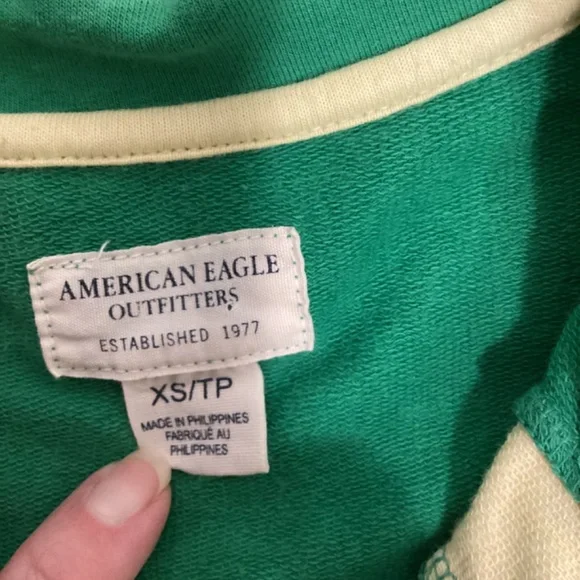 AMERICAN EAGLE
OUTFITTERS
ESTABLISHED 1977
XS/TP
MADE IN PHILIPPINES
FABRIQUÉ AU
PHILIPPINES